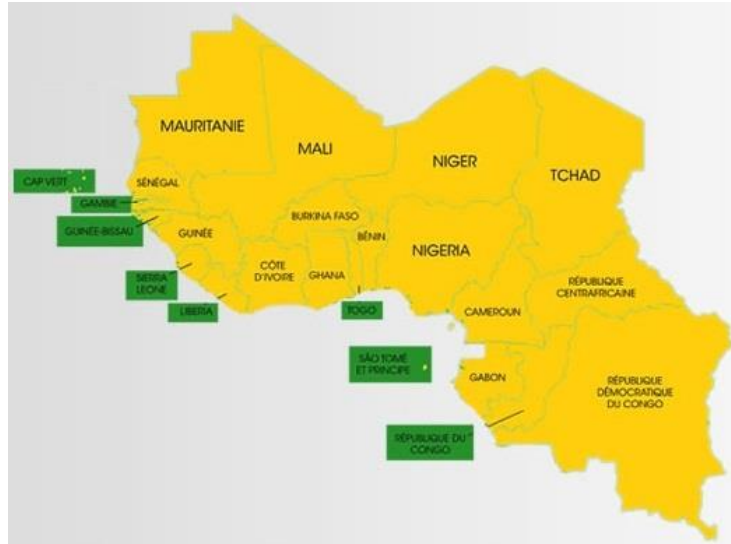 MAURITANIE
MALI
NIGER
TCHAD
CAP VERT
SÉNÉGAL
GAMBIE
GUINÉE-BISSAU
GUINÉE
BURKINA FASO
BÉNIN
NIGERIA
SIERRA
LEONE
LIBERIA
CÔTE
D'IVOIRE
GHANA
TOGO
RÉPUBLIQUE
CENTRAFRICAINE
CAMEROUN
SÃO TOMÉ
ET PRINCIPE
GABON
RÉPUBLIQUE
DÉMOCRATIQUE
DU CONGO
RÉPUBLIQUE DU
CONGO